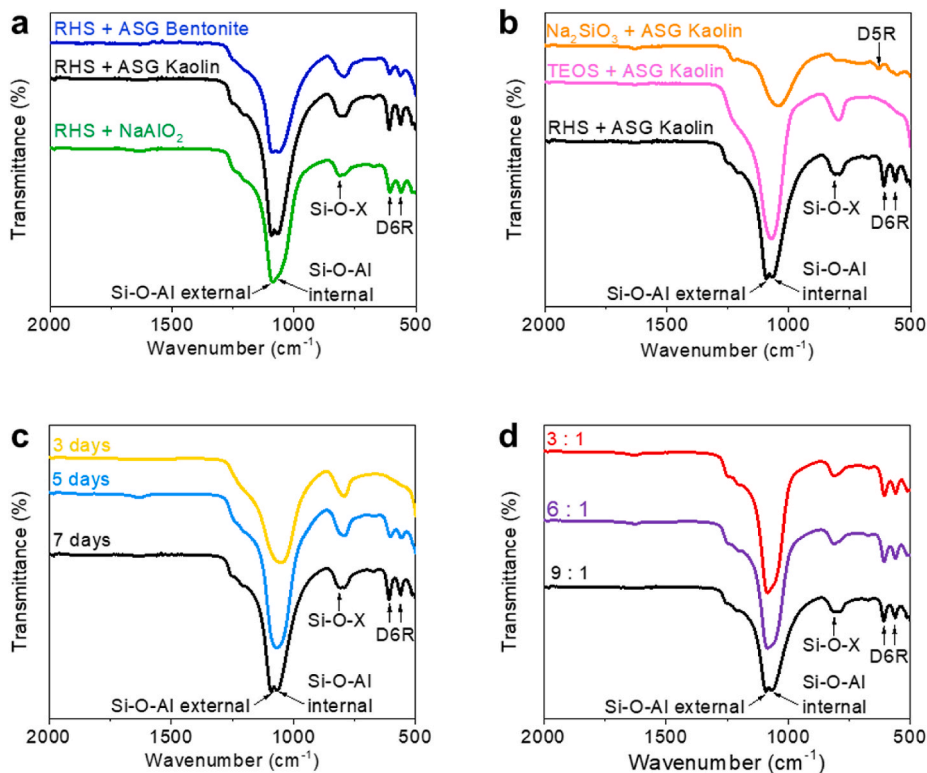 a
RHS + ASG Bentonite
RHS + ASG Kaolin
RHS + NaAlO₂
Si-O-X
D6R
Si-O-Al
Si-O-Al external
internal
Transmittance (%)
2000 1500 1000 500
Wavenumber (cm⁻¹)
b
Na₂SiO₃ + ASG Kaolin
D5R
TEOS + ASG Kaolin
RHS + ASG Kaolin
Si-O-X
D6R
Si-O-Al
Si-O-Al external
internal
Transmittance (%)
2000 1500 1000 500
Wavenumber (cm⁻¹)
c
3 days
5 days
7 days
Si-O-X
D6R
Si-O-Al
Si-O-Al external
internal
Transmittance (%)
2000 1500 1000 500
Wavenumber (cm⁻¹)
d
3 : 1
6 : 1
9 : 1
Si-O-X
D6R
Si-O-Al
Si-O-Al external
internal
Transmittance (%)
2000 1500 1000 500
Wavenumber (cm⁻¹)